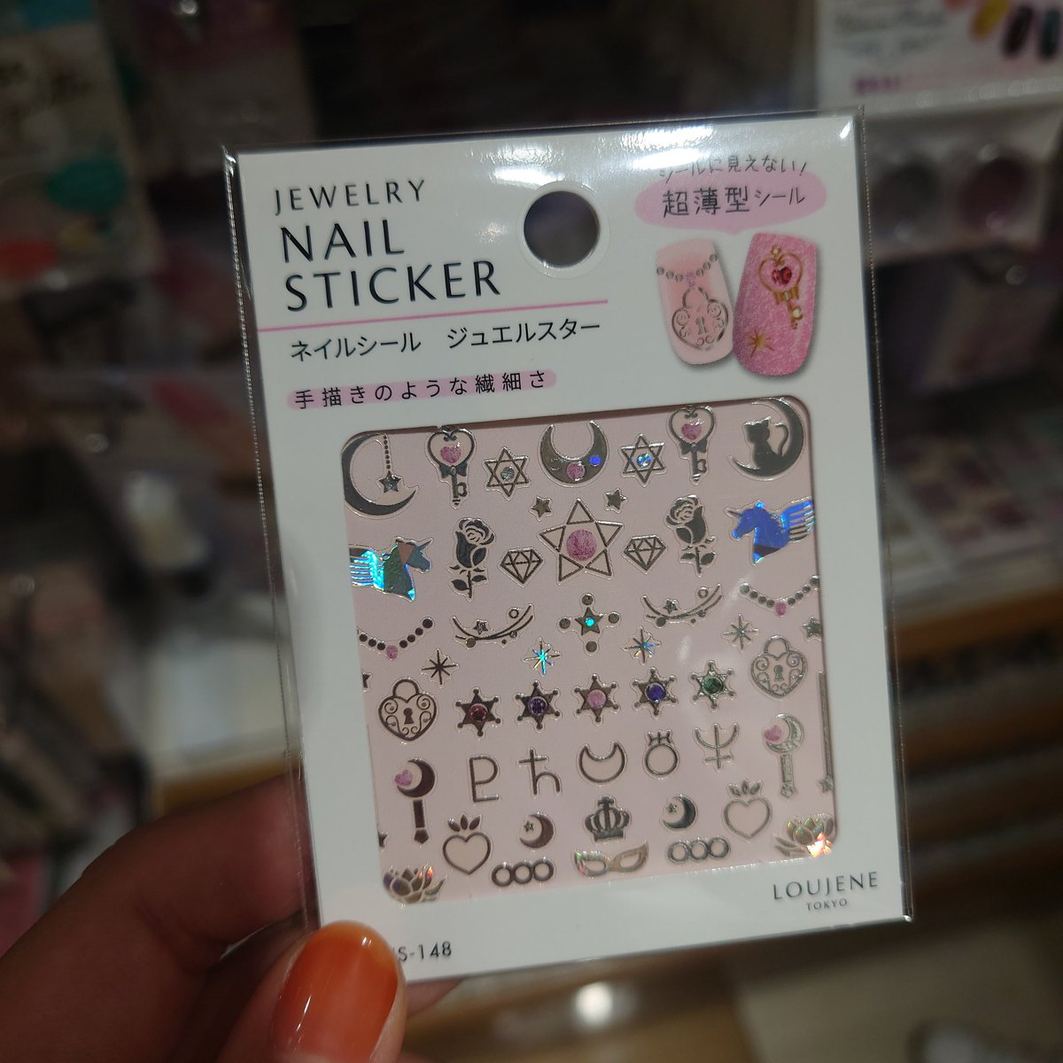 JEWELRY
NAIL
STICKER
ネイルシール ジュエルスター
手描きのような繊細さ
シールに見えない!
超薄型シール
LOUJENE
TOKYO
S-148